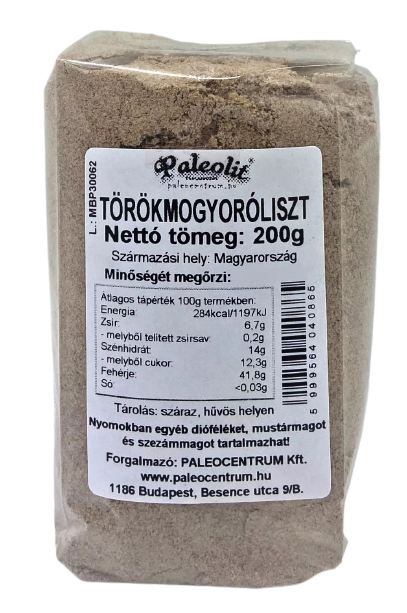 Paleolit
paleocentrum.hu
L.: MBP30062
TÖRÖKMOGYORÓLISZT
Nettó tömeg: 200g
Származási hely: Magyarország
Minőségét megőrzi:
Átlagos tápérték 100g termékben:
Energia: 284kcal/1197kJ
Zsír: 6,7g
- melyből telített zsírsav: 0,2g
Szénhidrát: 14g
- melyből cukor: 12,3g
Fehérje: 41,8g
Só: <0,03g
5 999564 040865
Tárolás: száraz, hűvös helyen
Nyomokban egyéb dióféléket, mustármagot
és szezámmagot tartalmazhat!
Forgalmazó: PALEOCENTRUM Kft.
www.paleocentrum.hu
1186 Budapest, Besence utca 9/B.